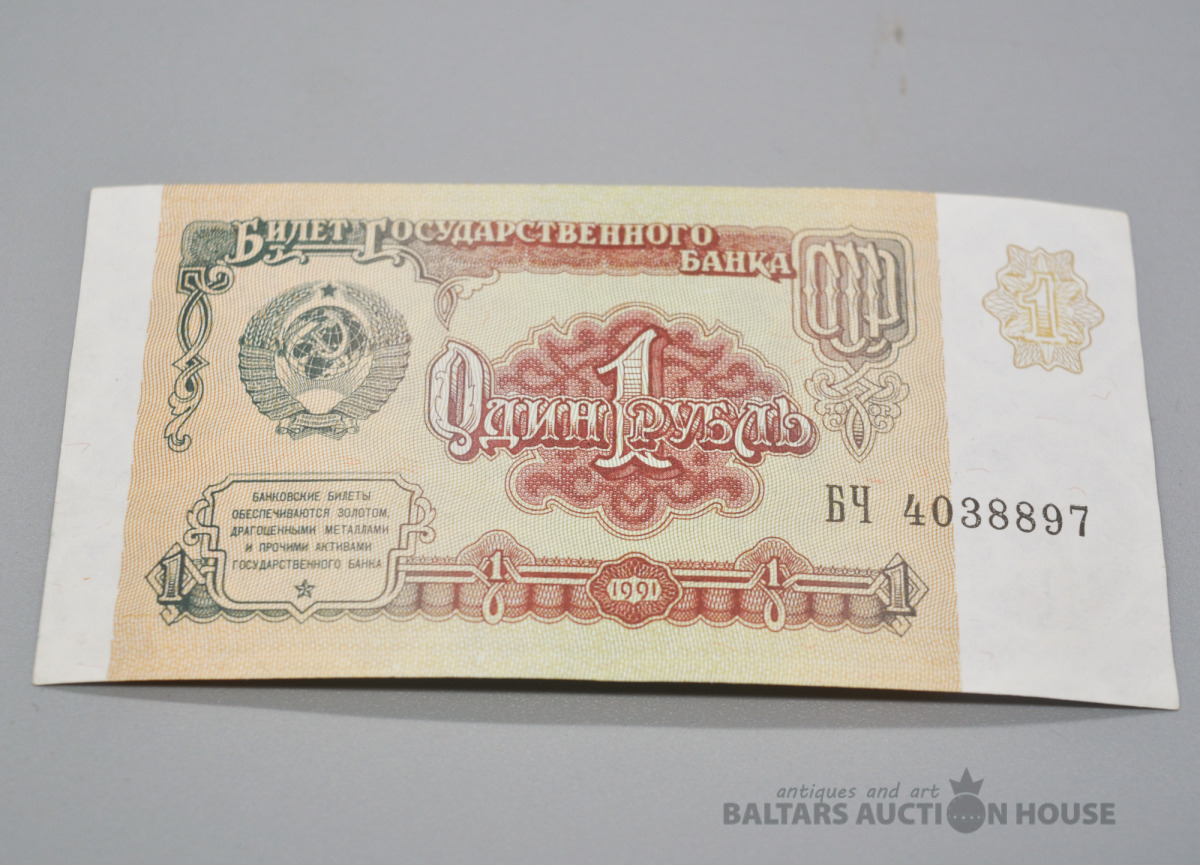 Билет Государственного
банка
СССР
1
Один 1 рубль
БЧ 4038897
БАНКОВСКИЕ БИЛЕТЫ
ОБЕСПЕЧИВАЮТСЯ ЗОЛОТОМ,
ДРАГОЦЕННЫМИ МЕТАЛЛАМИ
И ПРОЧИМИ АКТИВАМИ
ГОСУДАРСТВЕННОГО БАНКА
1 1 1991 1 1
antiques and art
BALTARS AUCTION HOUSE